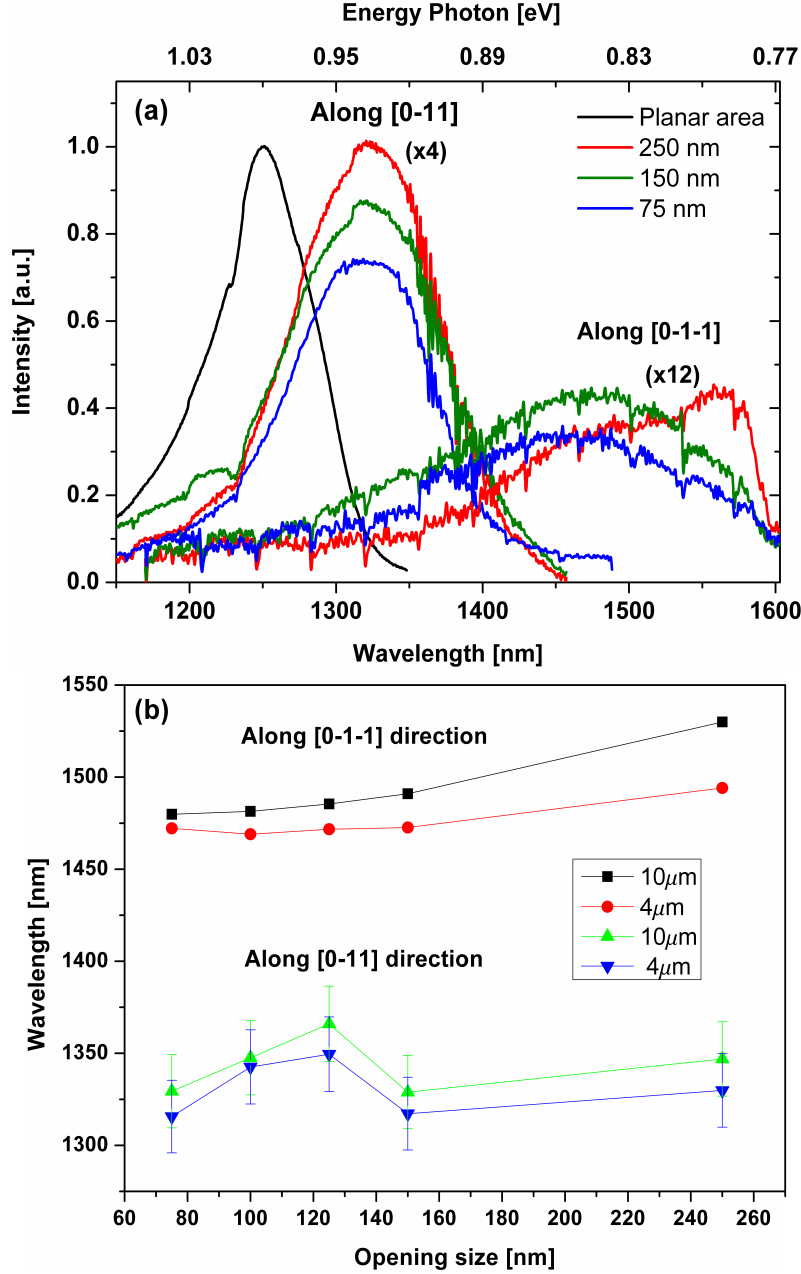 Energy Photon [eV]
1.03 0.95 0.89 0.83 0.77
(a)
Along [0-11]
(x4)
Planar area
250 nm
150 nm
75 nm
Along [0-1-1]
(x12)
1.0
0.8
0.6
0.4
0.2
0.0
Intensity [a.u.]
1200 1300 1400 1500 1600
Wavelength [nm]
(b)
Along [0-1-1] direction
10μm
4μm
10μm
4μm
Along [0-11] direction
1550
1500
1450
1400
1350
1300
Wavelength [nm]
60 80 100 120 140 160 180 200 220 240 260
Opening size [nm]